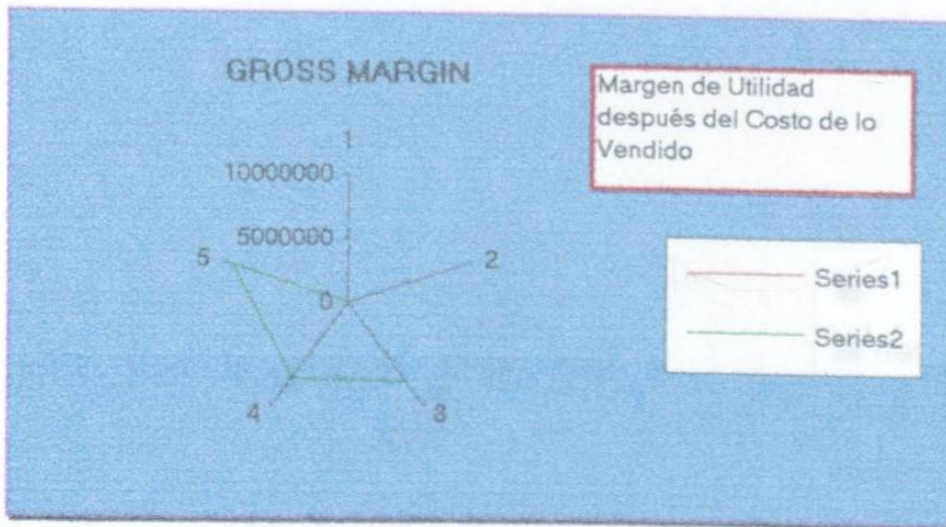 GROSS MARGIN
Margen de Utilidad
después del Costo de lo
Vendido
1
10000000
5000000
0
5
2
4
3
Series1
Series2